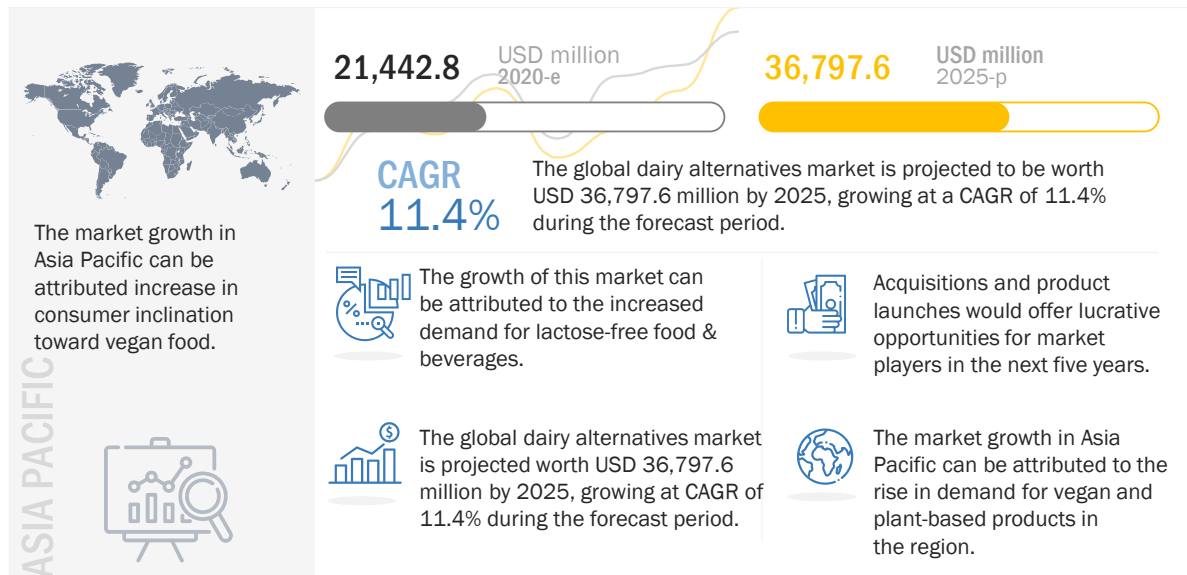 21,442.8
USD million
2020-e
36,797.6
USD million
2025-p
CAGR
11.4%
The global dairy alternatives market is projected to be worth
USD 36,797.6 million by 2025, growing at a CAGR of 11.4%
during the forecast period.
The market growth in
Asia Pacific can be
attributed increase in
consumer inclination
toward vegan food.
ASIA PACIFIC
%
The growth of this market can
be attributed to the increased
demand for lactose-free food &
beverages.
Acquisitions and product
launches would offer lucrative
opportunities for market
players in the next five years.
$
The global dairy alternatives market
is projected worth USD 36,797.6
million by 2025, growing at CAGR of
11.4% during the forecast period.
The market growth in Asia
Pacific can be attributed to the
rise in demand for vegan and
plant-based products in
the region.